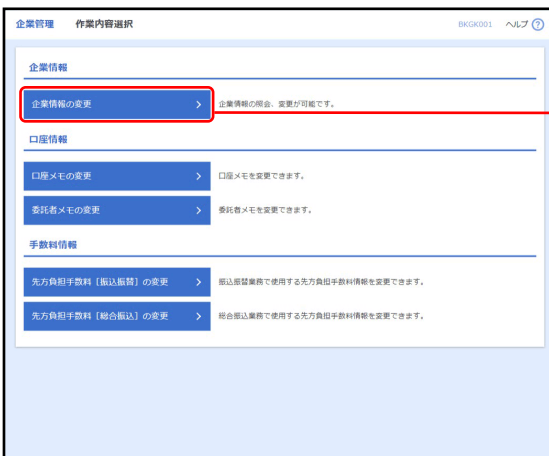 企業管理 作業内容選択 BKGK001 ヘルプ ?
企業情報
企業情報の変更 企業情報の照会、変更が可能です。
口座情報
口座メモの変更 口座メモを変更できます。
委託者メモの変更 委託者メモを変更できます。
手数料情報
先方負担手数料［振込振替］の変更 振込振替業務で使用する先方負担手数料情報を変更できます。
先方負担手数料［総合振込］の変更 総合振込業務で使用する先方負担手数料情報を変更できます。